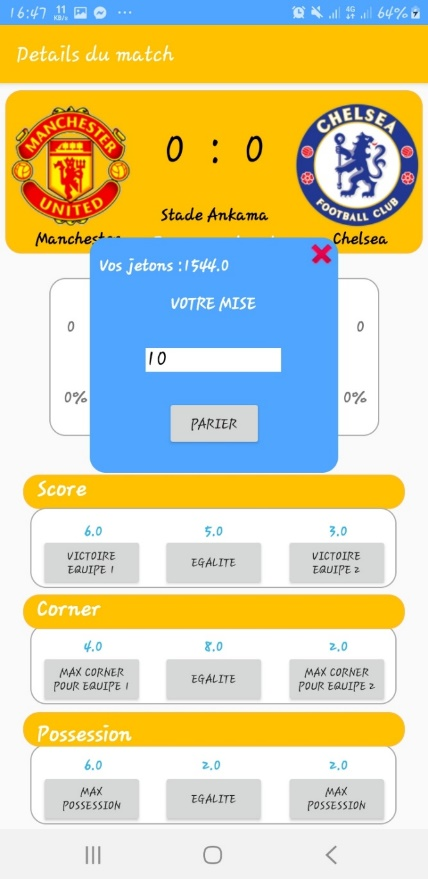 16:47 11 KB/s ... 4G 64%
Details du match
MANCHESTER UNITED
0 : 0
CHELSEA FOOTBALL CLUB
Stade Ankama
Manchester
Chelsea
Vos jetons :1544.0
VOTRE MISE
10
PARIER
0 0
0% 0%
Score
6.0 5.0 3.0
VICTOIRE EQUIPE 1
EGALITE
VICTOIRE EQUIPE 2
Corner
4.0 8.0 2.0
MAX CORNER POUR EQUIPE 1
EGALITE
MAX CORNER POUR EQUIPE 2
Possession
6.0 2.0 2.0
MAX POSSESSION
EGALITE
MAX POSSESSION